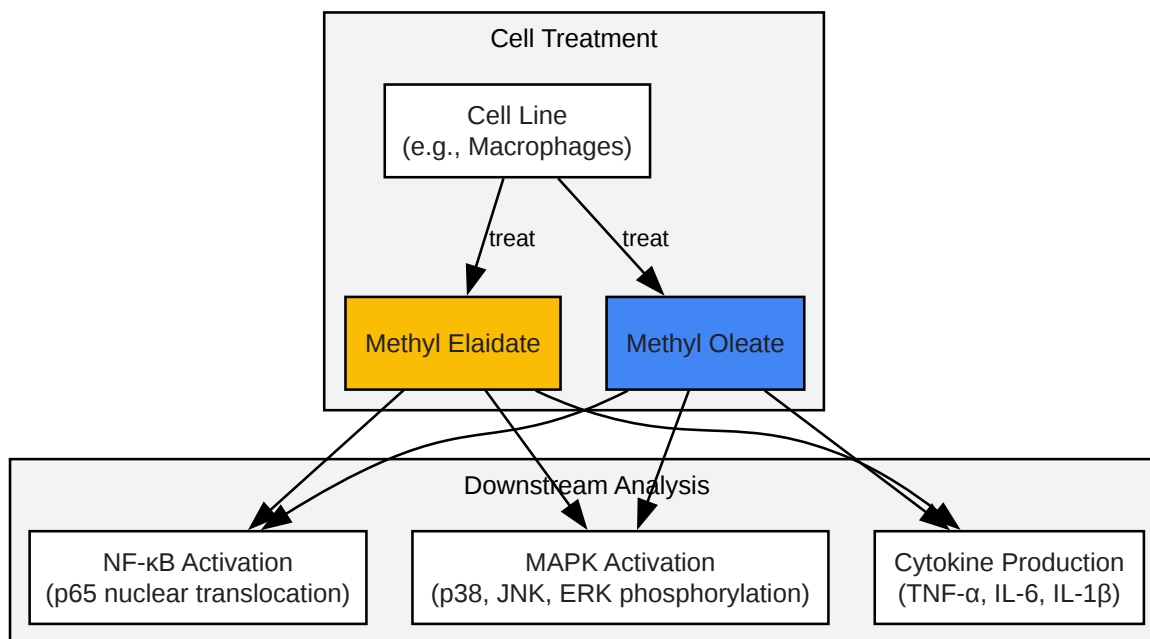 Cell Treatment
Cell Line
(e.g., Macrophages)
treat
treat
Methyl Elaidate
Methyl Oleate
Downstream Analysis
NF-κB Activation
(p65 nuclear translocation)
MAPK Activation
(p38, JNK, ERK phosphorylation)
Cytokine Production
(TNF-α, IL-6, IL-1β)